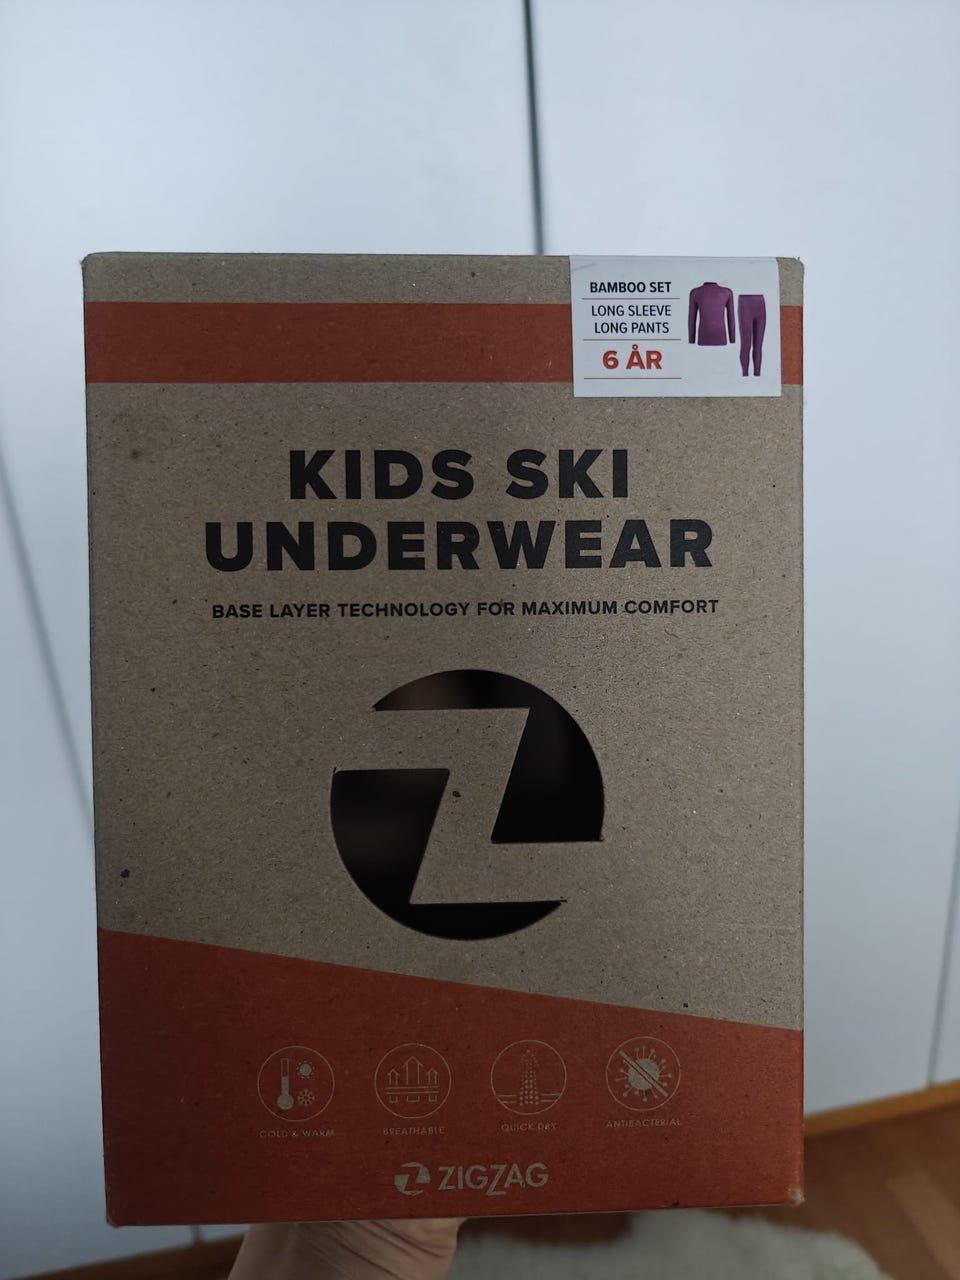 BAMBOO SET
LONG SLEEVE
LONG PANTS
6 ÅR
KIDS SKI
UNDERWEAR
BASE LAYER TECHNOLOGY FOR MAXIMUM COMFORT
COLD & WARM
BREATHABLE
QUICK DRY
ANTIBACTERIAL
ZIGZAG